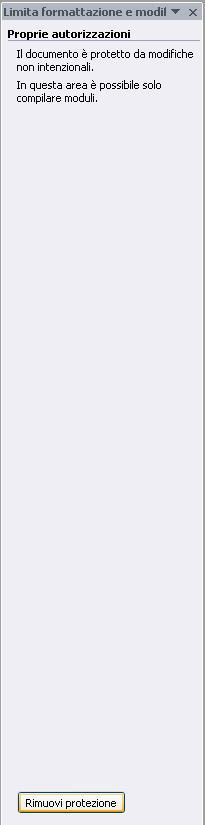 Limita formattazione e modif
Proprie autorizzazioni
Il documento è protetto da modifiche
non intenzionali.
In questa area è possibile solo
compilare moduli.
Rimuovi protezione